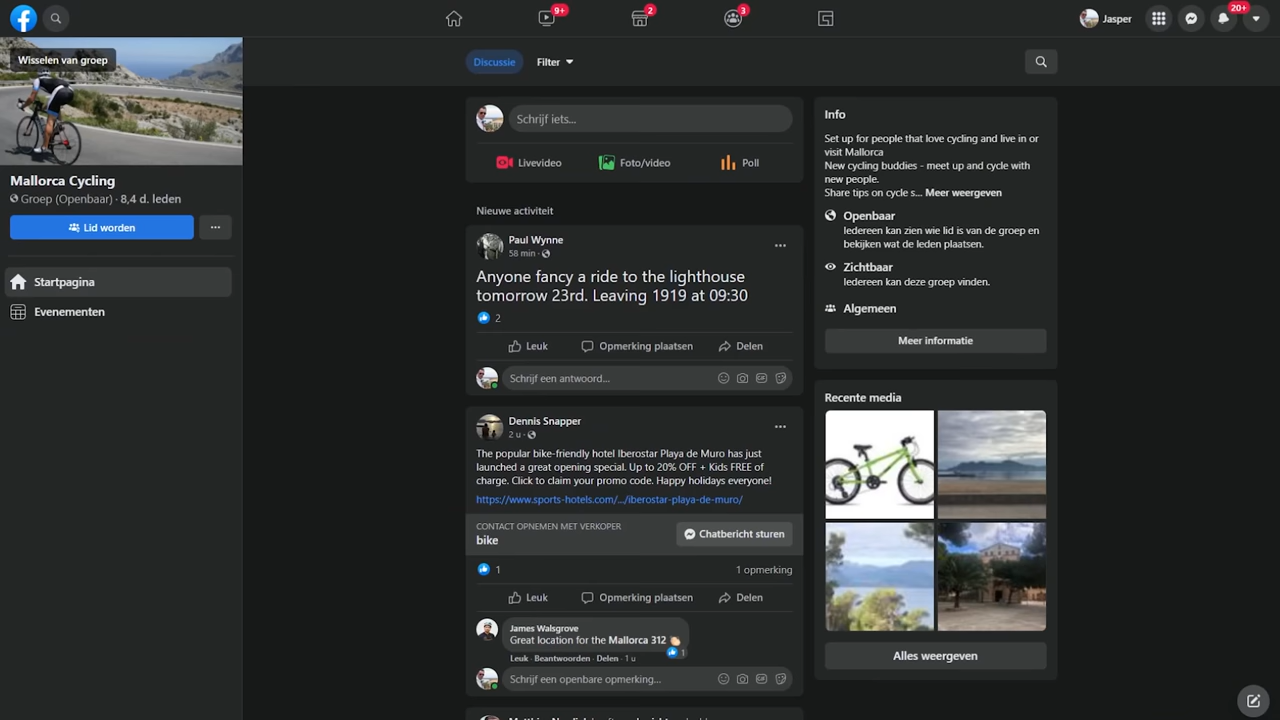 9+
2
3
Jasper
20+
Wisselen van groep
Mallorca Cycling
Groep (Openbaar) · 8,4 d. leden
Lid worden
Startpagina
Evenementen
Discussie
Filter
Schrijf iets...
Livevideo
Foto/video
Poll
Nieuwe activiteit
Paul Wynne
58 min ·
Anyone fancy a ride to the lighthouse
tomorrow 23rd. Leaving 1919 at 09:30
2
Leuk
Opmerking plaatsen
Delen
Schrijf een antwoord...
Dennis Snapper
2 u ·
The popular bike-friendly hotel Iberostar Playa de Muro has just
launched a great opening special. Up to 20% OFF + Kids FREE of
charge. Click to claim your promo code. Happy holidays everyone!
https://www.sports-hotels.com/.../iberostar-playa-de-muro/
CONTACT OPNEMEN MET VERKOPER
bike
Chatbericht sturen
1
1 opmerking
Leuk
Opmerking plaatsen
Delen
James Walsgrove
Great location for the Mallorca 312
1
Leuk · Beantwoorden · Delen · 1 u
Schrijf een openbare opmerking...
Info
Set up for people that love cycling and live in or
visit Mallorca
New cycling buddies - meet up and cycle with
new people.
Share tips on cycle s... Meer weergeven
Openbaar
Iedereen kan zien wie lid is van de groep en
bekijken wat de leden plaatsen.
Zichtbaar
Iedereen kan deze groep vinden.
Algemeen
Meer informatie
Recente media
Alles weergeven